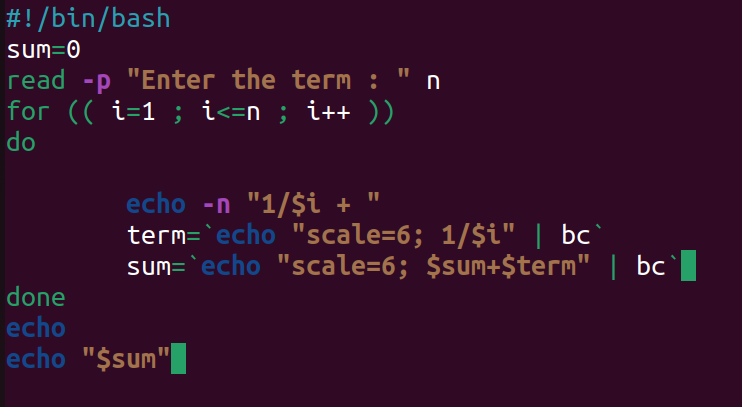 #!/bin/bash
sum=0
read -p "Enter the term : " n
for (( i=1 ; i<=n ; i++ ))
do
echo -n "1/$i + "
term=`echo "scale=6; 1/$i" | bc`
sum=`echo "scale=6; $sum+$term" | bc`
done
echo
echo "$sum"